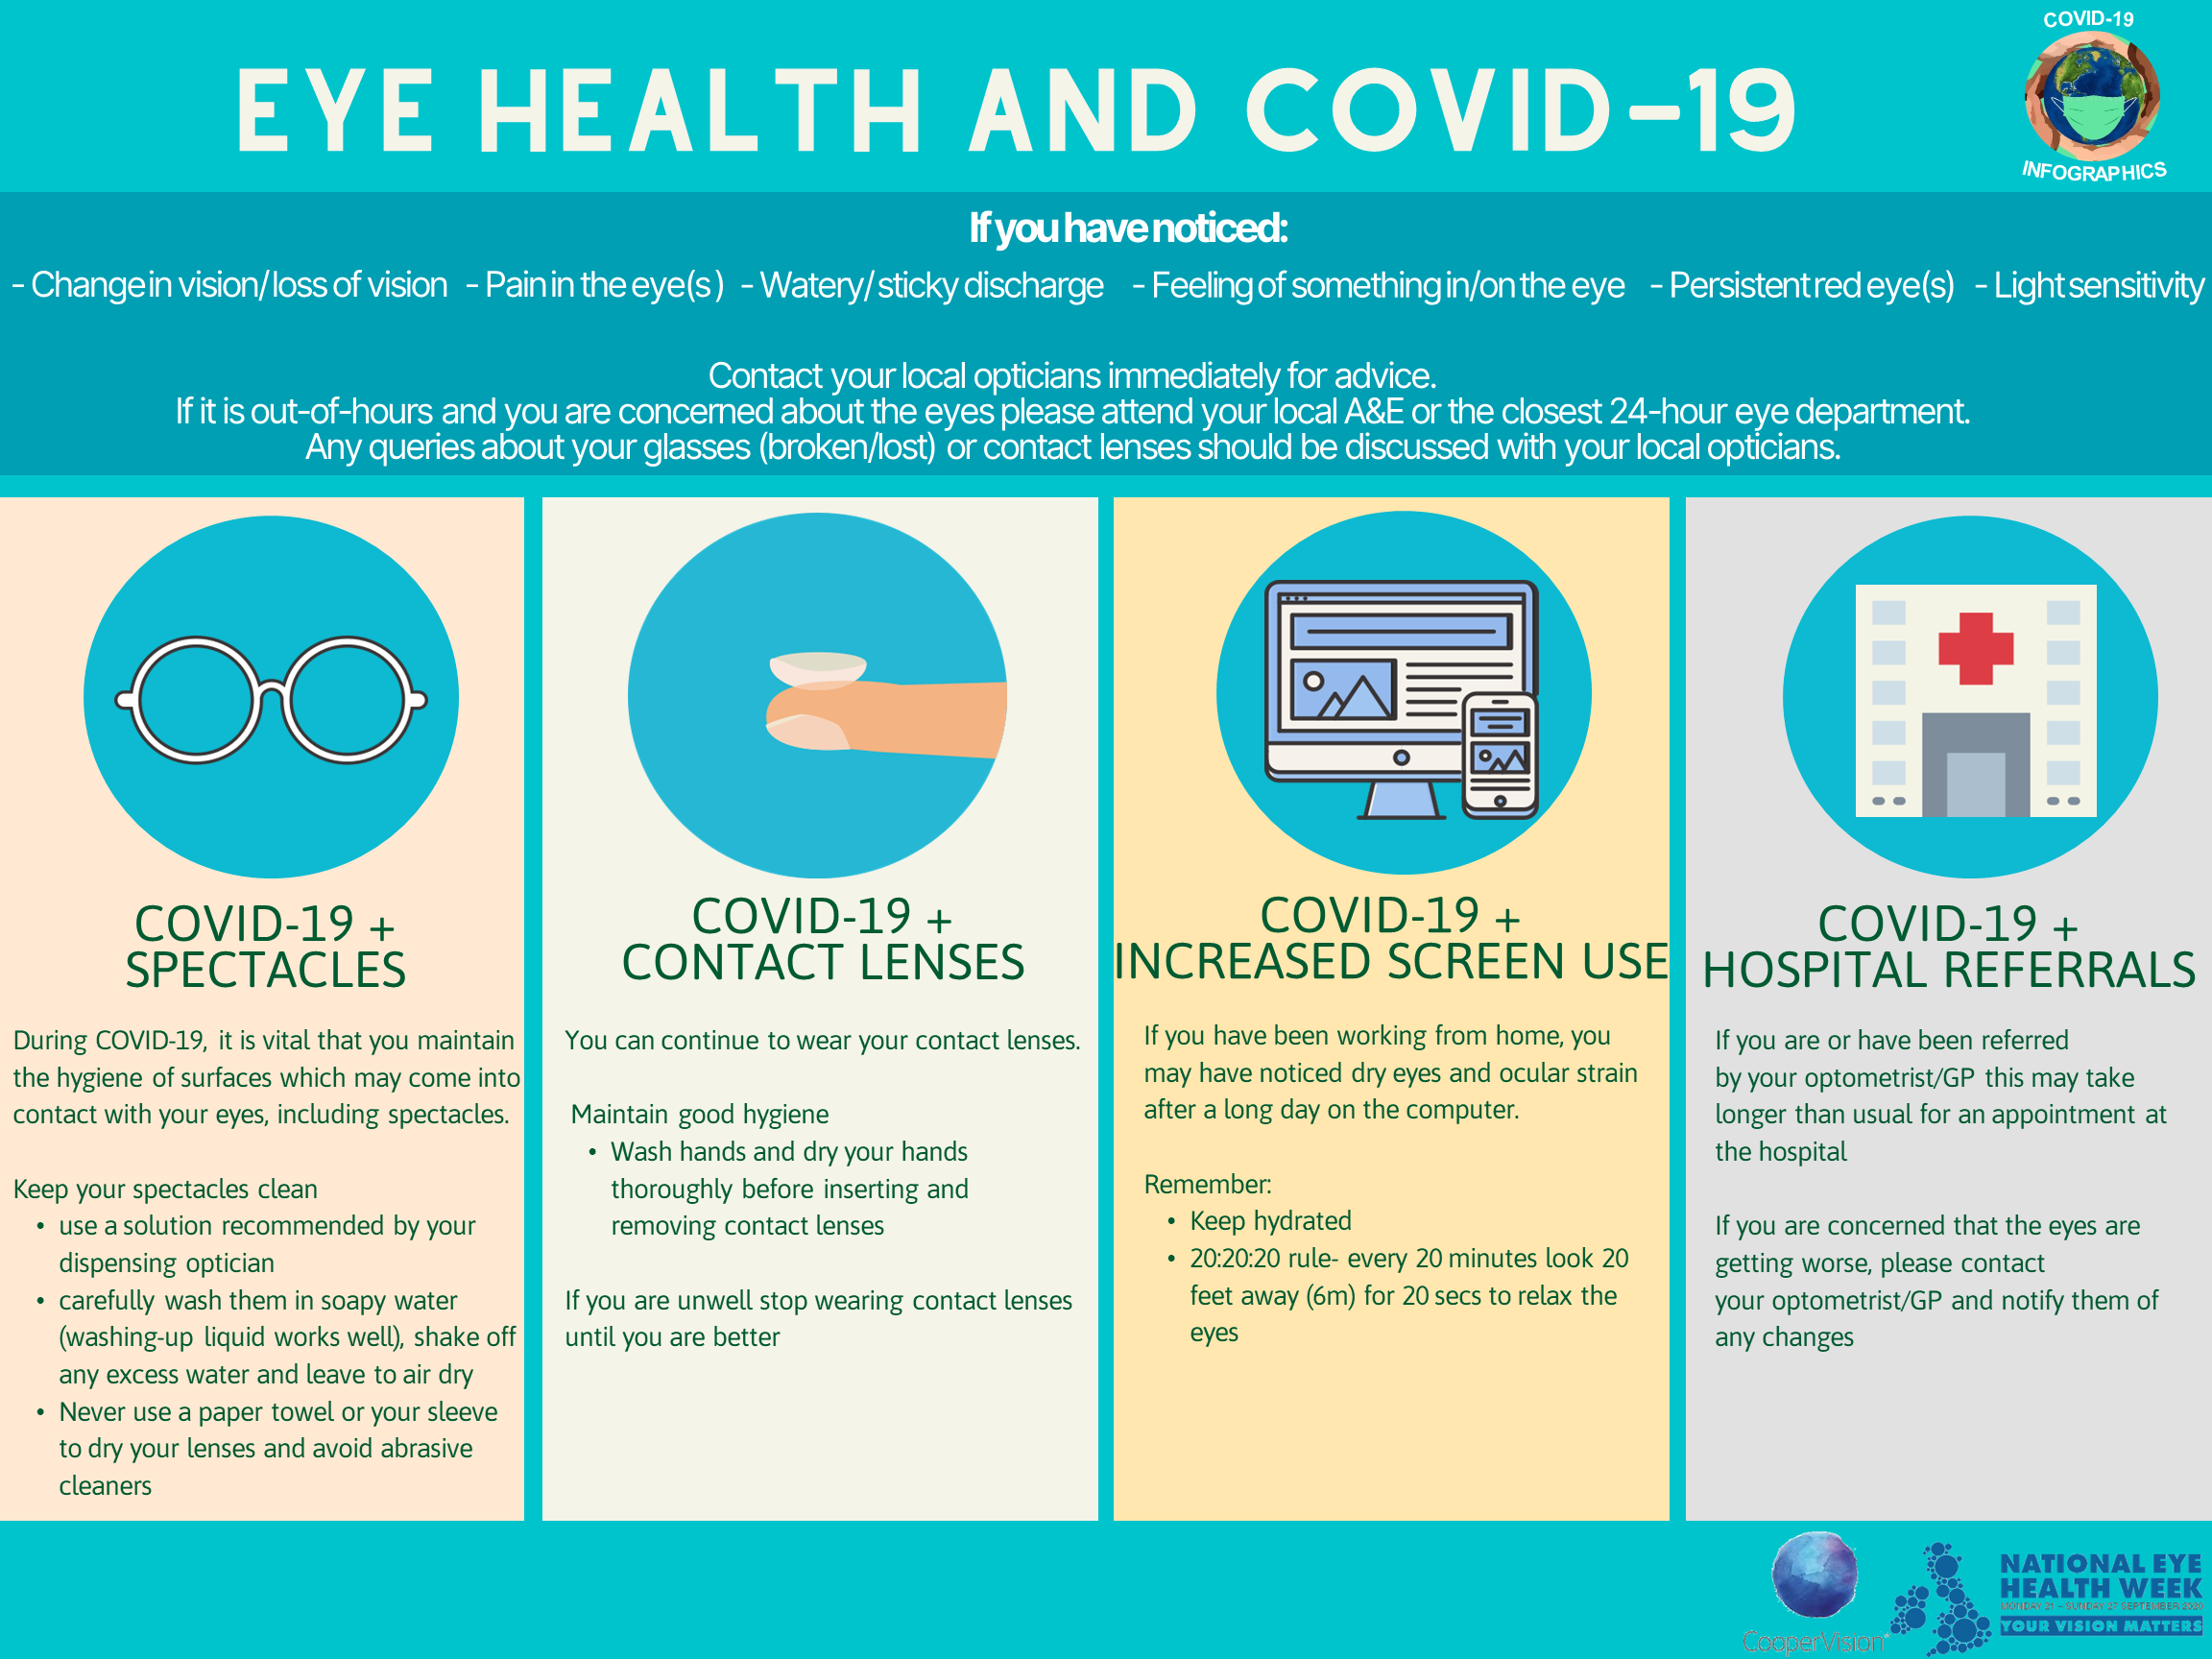 COVID-19
EYE HEALTH AND COVID-19
INFOGRAPHICS
If you have noticed:
- Change in vision/loss of vision - Pain in the eye(s) - Watery/sticky discharge - Feeling of something in/on the eye - Persistent red eye(s) - Light sensitivity
Contact your local opticians immediately for advice.
If it is out-of-hours and you are concerned about the eyes please attend your local A&E or the closest 24-hour eye department.
Any queries about your glasses (broken/lost) or contact lenses should be discussed with your local opticians.
COVID-19 +
SPECTACLES
During COVID-19, it is vital that you maintain
the hygiene of surfaces which may come into
contact with your eyes, including spectacles.
Keep your spectacles clean
• use a solution recommended by your
dispensing optician
• carefully wash them in soapy water
(washing-up liquid works well), shake off
any excess water and leave to air dry
• Never use a paper towel or your sleeve
to dry your lenses and avoid abrasive
cleaners
COVID-19 +
CONTACT LENSES
You can continue to wear your contact lenses.
Maintain good hygiene
• Wash hands and dry your hands
thoroughly before inserting and
removing contact lenses
If you are unwell stop wearing contact lenses
until you are better
COVID-19 +
INCREASED SCREEN USE
If you have been working from home, you
may have noticed dry eyes and ocular strain
after a long day on the computer.
Remember:
• Keep hydrated
• 20:20:20 rule- every 20 minutes look 20
feet away (6m) for 20 secs to relax the
eyes
COVID-19 +
HOSPITAL REFERRALS
If you are or have been referred
by your optometrist/GP this may take
longer than usual for an appointment at
the hospital
If you are concerned that the eyes are
getting worse, please contact
your optometrist/GP and notify them of
any changes
CooperVision
NATIONAL EYE
HEALTH WEEK
MONDAY 21 – SUNDAY 27 SEPTEMBER 2020
YOUR VISION MATTERS